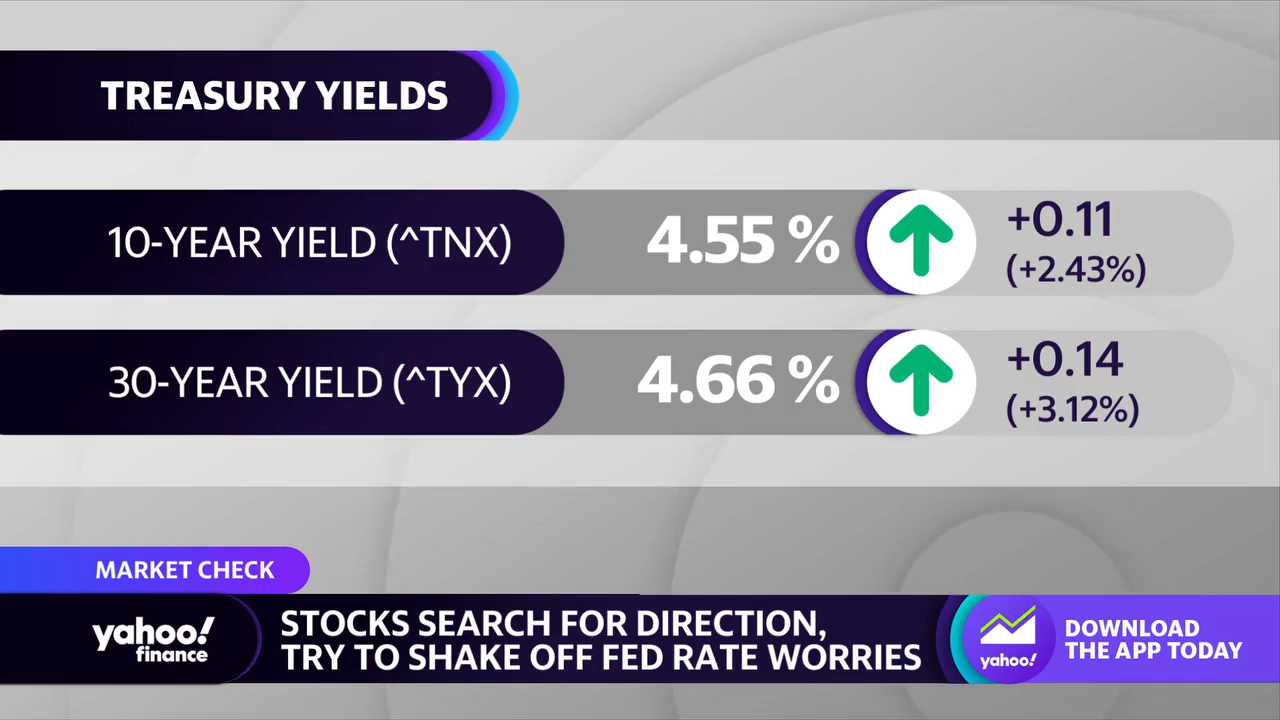 TREASURY YIELDS
10-YEAR YIELD (^TNX) 4.55 % +0.11
(+2.43%)
30-YEAR YIELD (^TYX) 4.66 % +0.14
(+3.12%)
MARKET CHECK
yahoo!
finance
STOCKS SEARCH FOR DIRECTION,
TRY TO SHAKE OFF FED RATE WORRIES
yahoo!
DOWNLOAD
THE APP TODAY